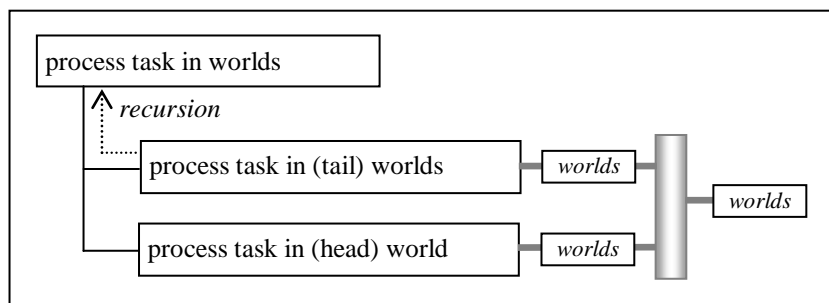 process task in worlds
recursion
process task in (tail) worlds
worlds
worlds
process task in (head) world
worlds